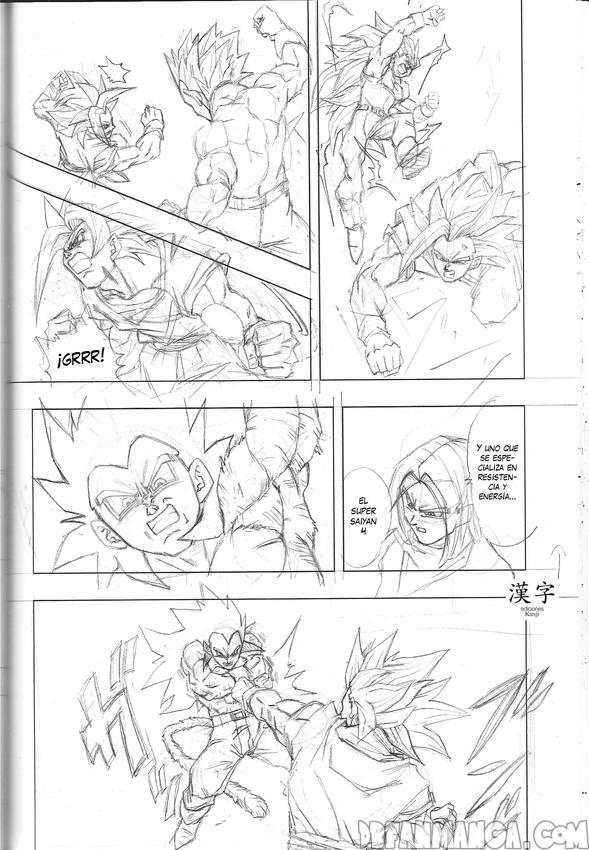 ¡GRRR!
Y UNO QUE
SE ESPE-
CIALIZA EN
RESISTEN-
CIA Y
ENERGÍA...
EL
SUPER
SAIYAN
4
漢字
ediciones
Kanji
DBFANMANGA.COM